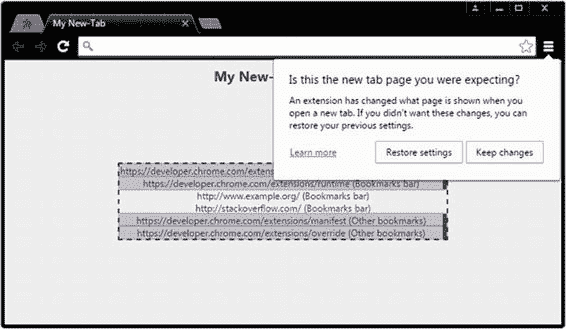 My New-Tab
My New-
Is this the new tab page you were expecting?
An extension has changed what page is shown when you
open a new tab. If you didn't want these changes, you can
restore your previous settings.
Learn more
Restore settings
Keep changes
https://developer.chrome.com/exten
https://developer.chrome.com/extensions/runtime (Bookmarks bar)
http://www.example.org/ (Bookmarks bar)
http://stackoverflow.com/ (Bookmarks bar)
https://developer.chrome.com/extensions/manifest (Other bookmarks)
https://developer.chrome.com/extensions/override (Other bookmarks)